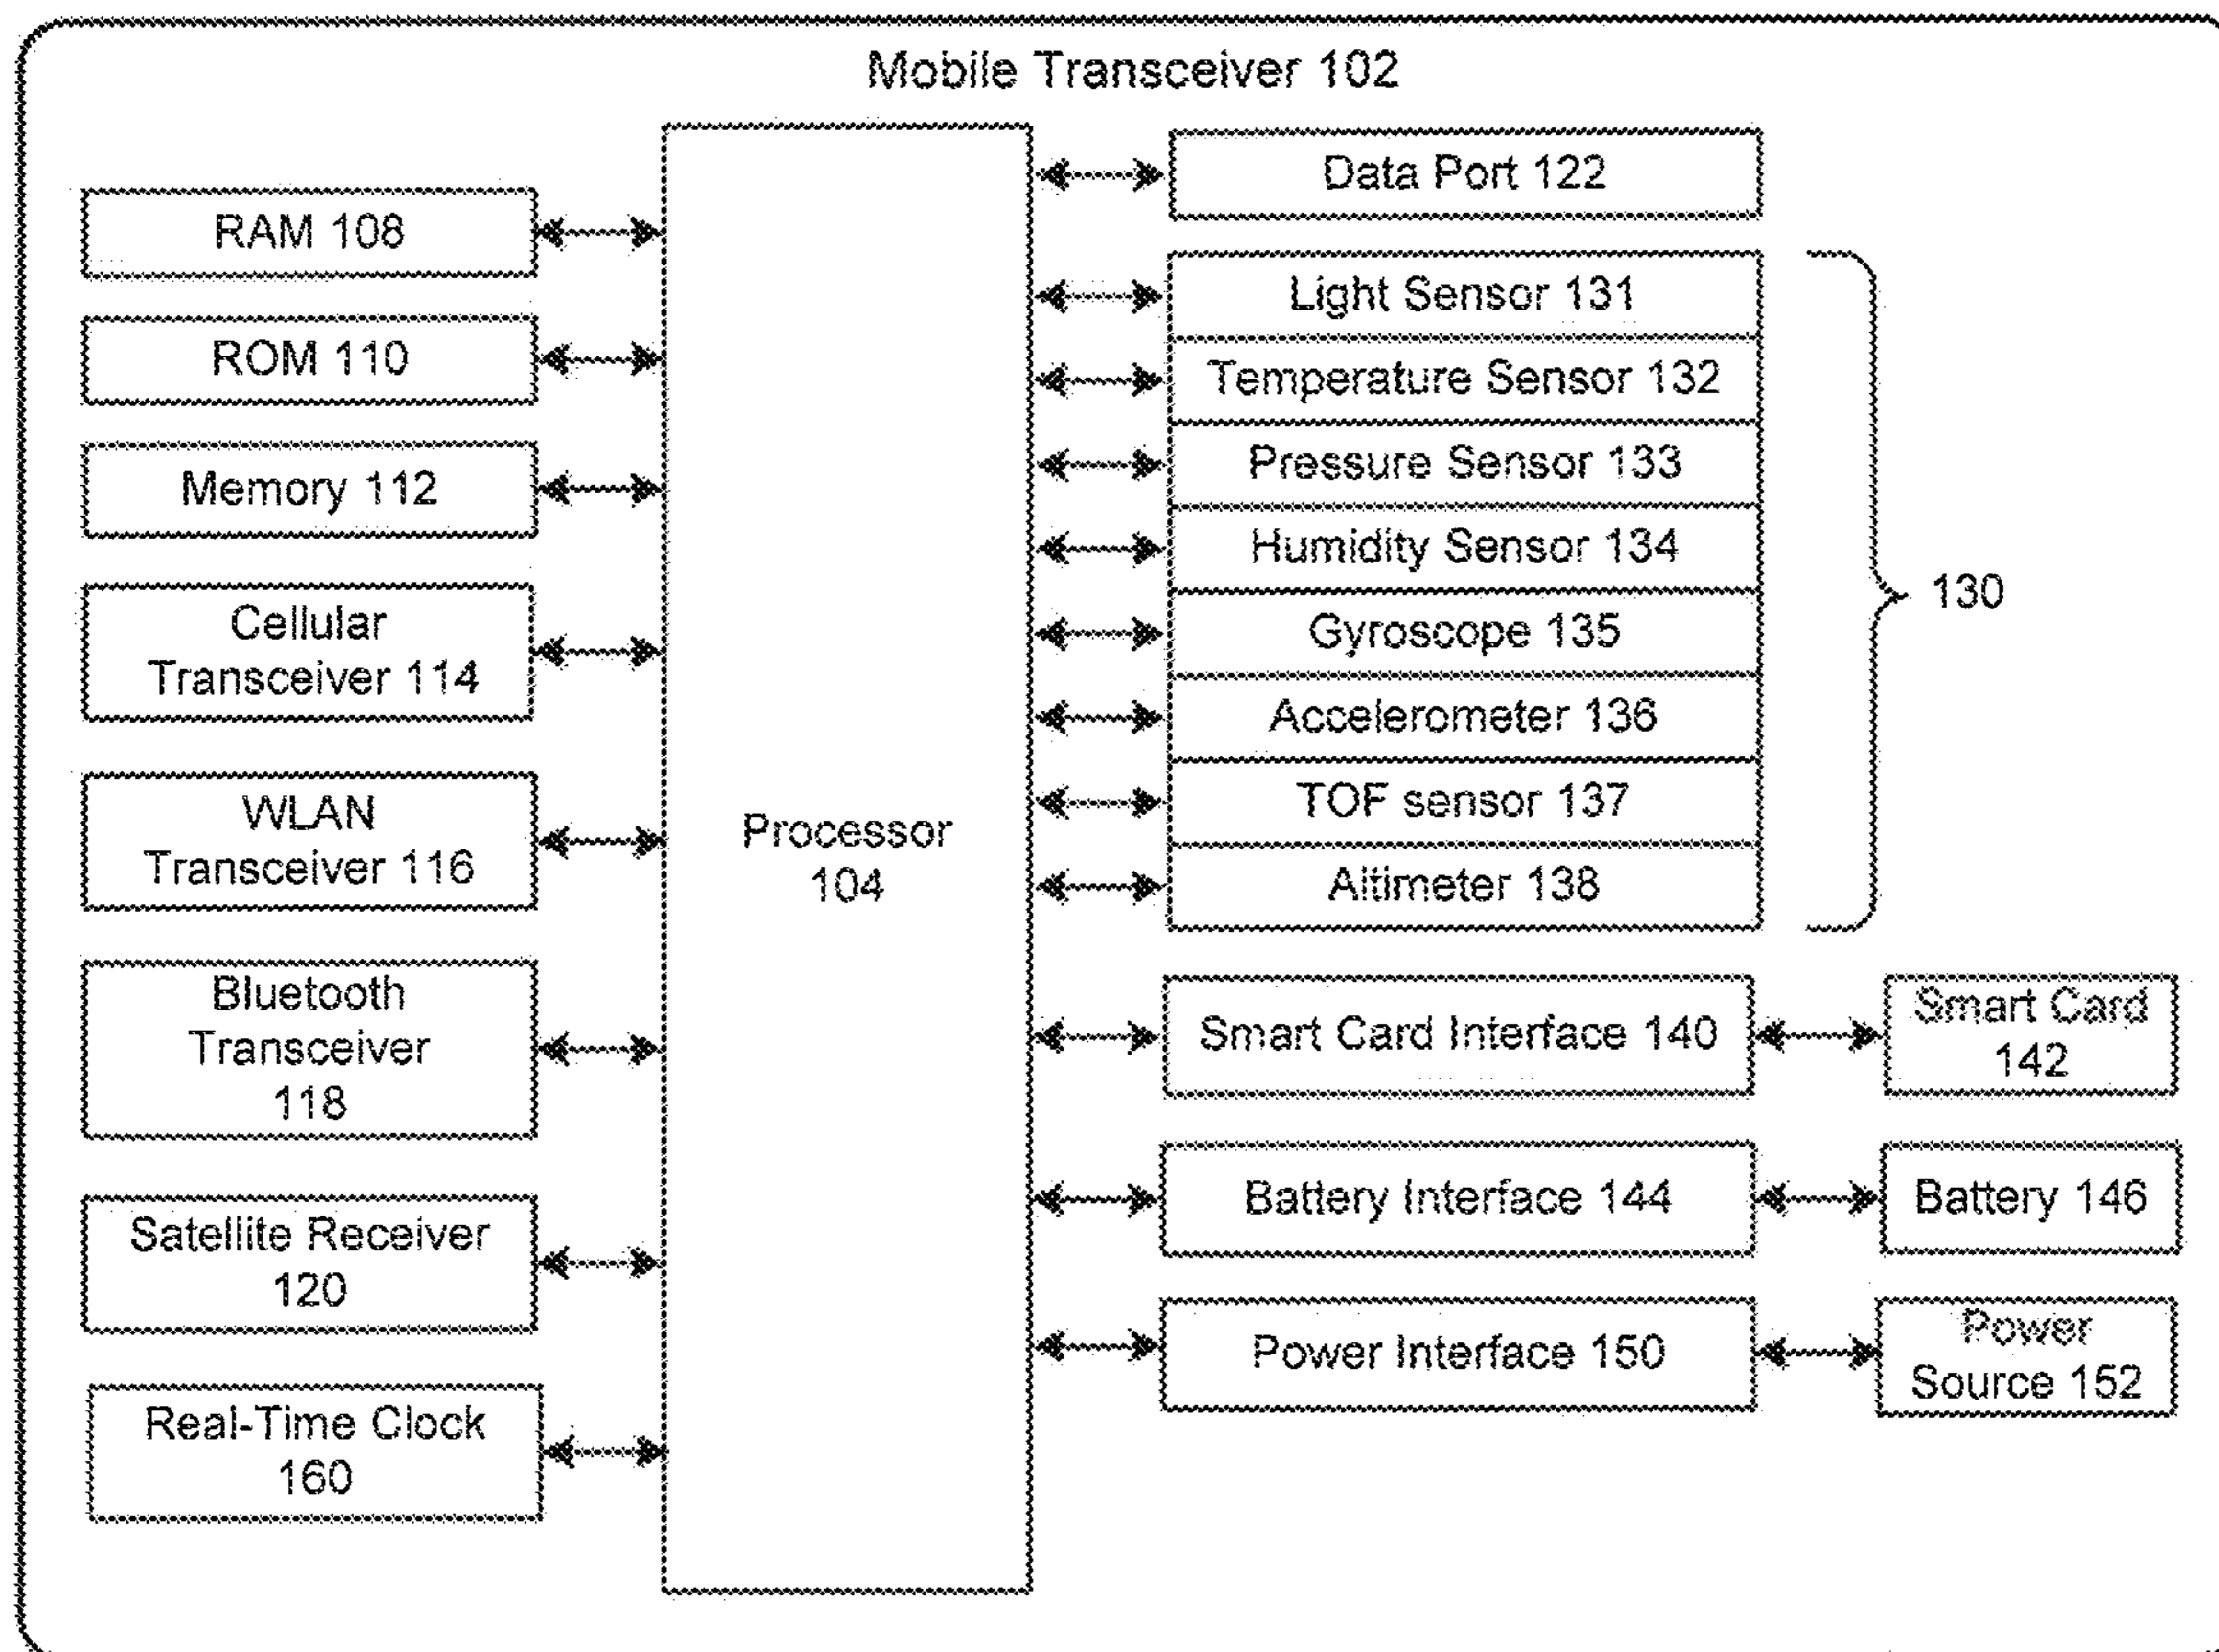 Mobile Transceiver 102
RAM 108
ROM 110
Memory 112
Cellular
Transceiver 114
WLAN
Transceiver 116
Bluetooth
Transceiver
118
Satellite Receiver
120
Real-Time Clock
160
Processor
104
Data Port 122
Light Sensor 131
Temperature Sensor 132
Pressure Sensor 133
Humidity Sensor 134
Gyroscope 135
Accelerometer 136
TOF sensor 137
Altimeter 138
130
Smart Card Interface 140
Smart Card
142
Battery Interface 144
Battery 146
Power Interface 150
Power
Source 152